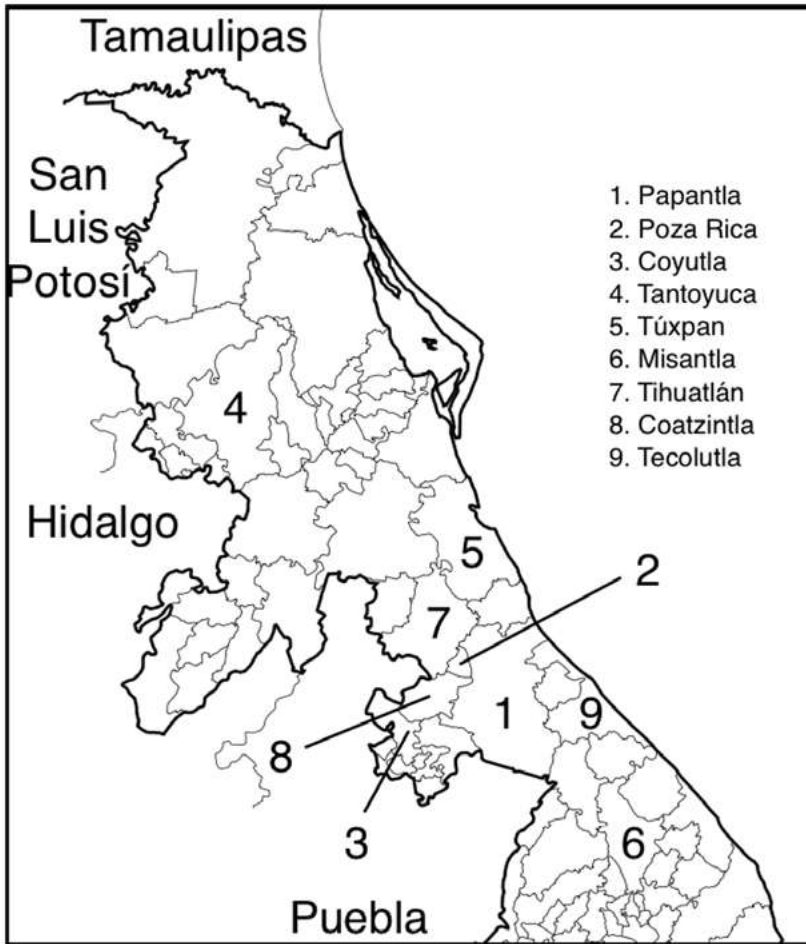 Tamaulipas
San
Luis
Potosí
1. Papantla
2. Poza Rica
3. Coyutla
4. Tantoyuca
5. Túxpan
6. Misantla
7. Tihuatlán
8. Coatzintla
9. Tecolutla
4
Hidalgo
5
2
7
1
9
8
3
6
Puebla